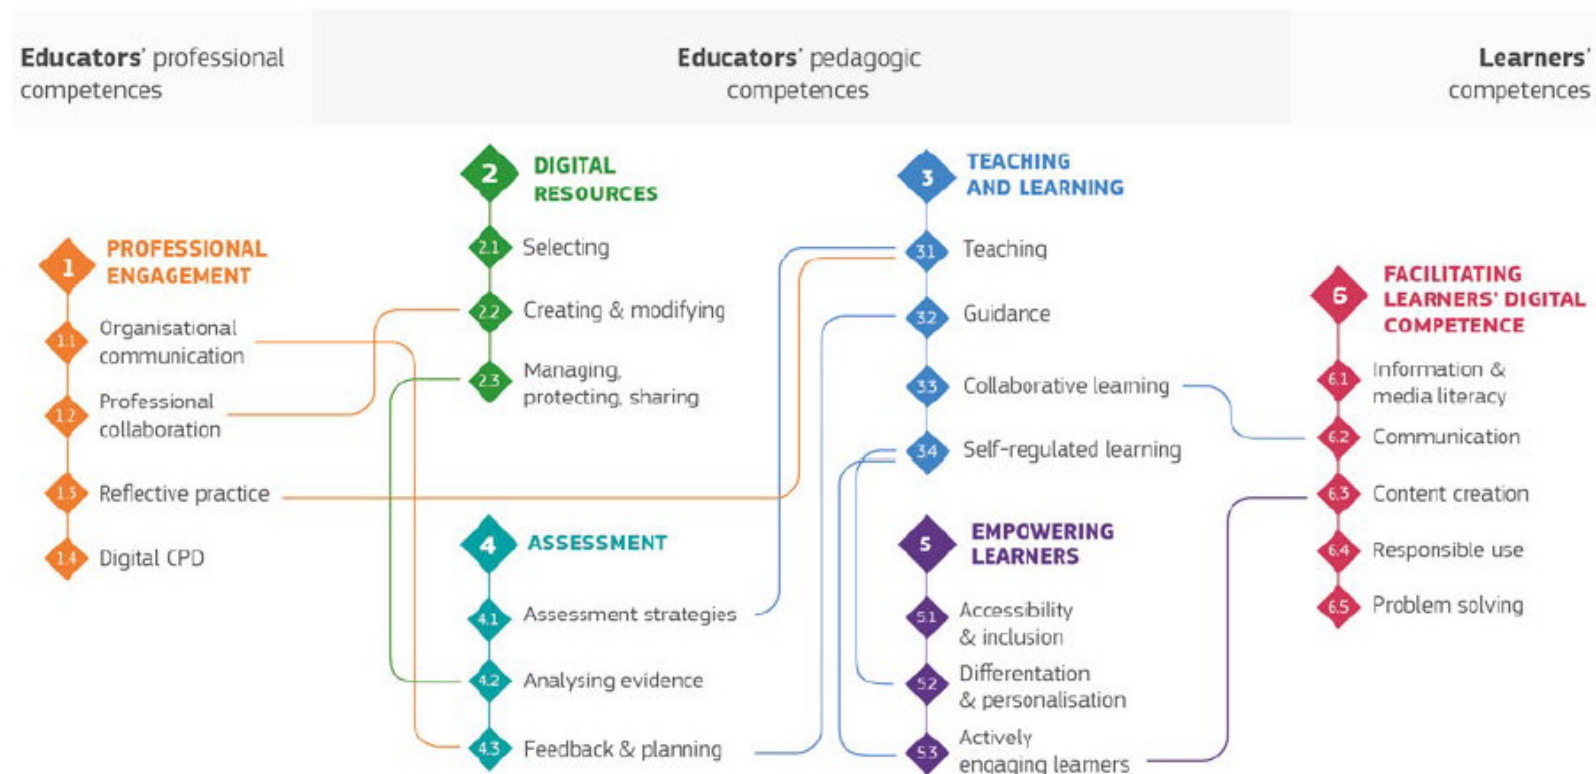 Educators' professional
competences
Educators' pedagogic
competences
Learners'
competences
1
PROFESSIONAL
ENGAGEMENT
1.1
Organisational
communication
1.2
Professional
collaboration
1.3
Reflective practice
1.4
Digital CPD
2
DIGITAL
RESOURCES
2.1
Selecting
2.2
Creating & modifying
2.3
Managing,
protecting, sharing
4
ASSESSMENT
4.1
Assessment strategies
4.2
Analysing evidence
4.3
Feedback & planning
3
TEACHING
AND LEARNING
3.1
Teaching
3.2
Guidance
3.3
Collaborative learning
3.4
Self-regulated learning
5
EMPOWERING
LEARNERS
5.1
Accessibility
& inclusion
5.2
Differentation
& personalisation
5.3
Actively
engaging learners
6
FACILITATING
LEARNERS' DIGITAL
COMPETENCE
6.1
Information &
media literacy
6.2
Communication
6.3
Content creation
6.4
Responsible use
6.5
Problem solving